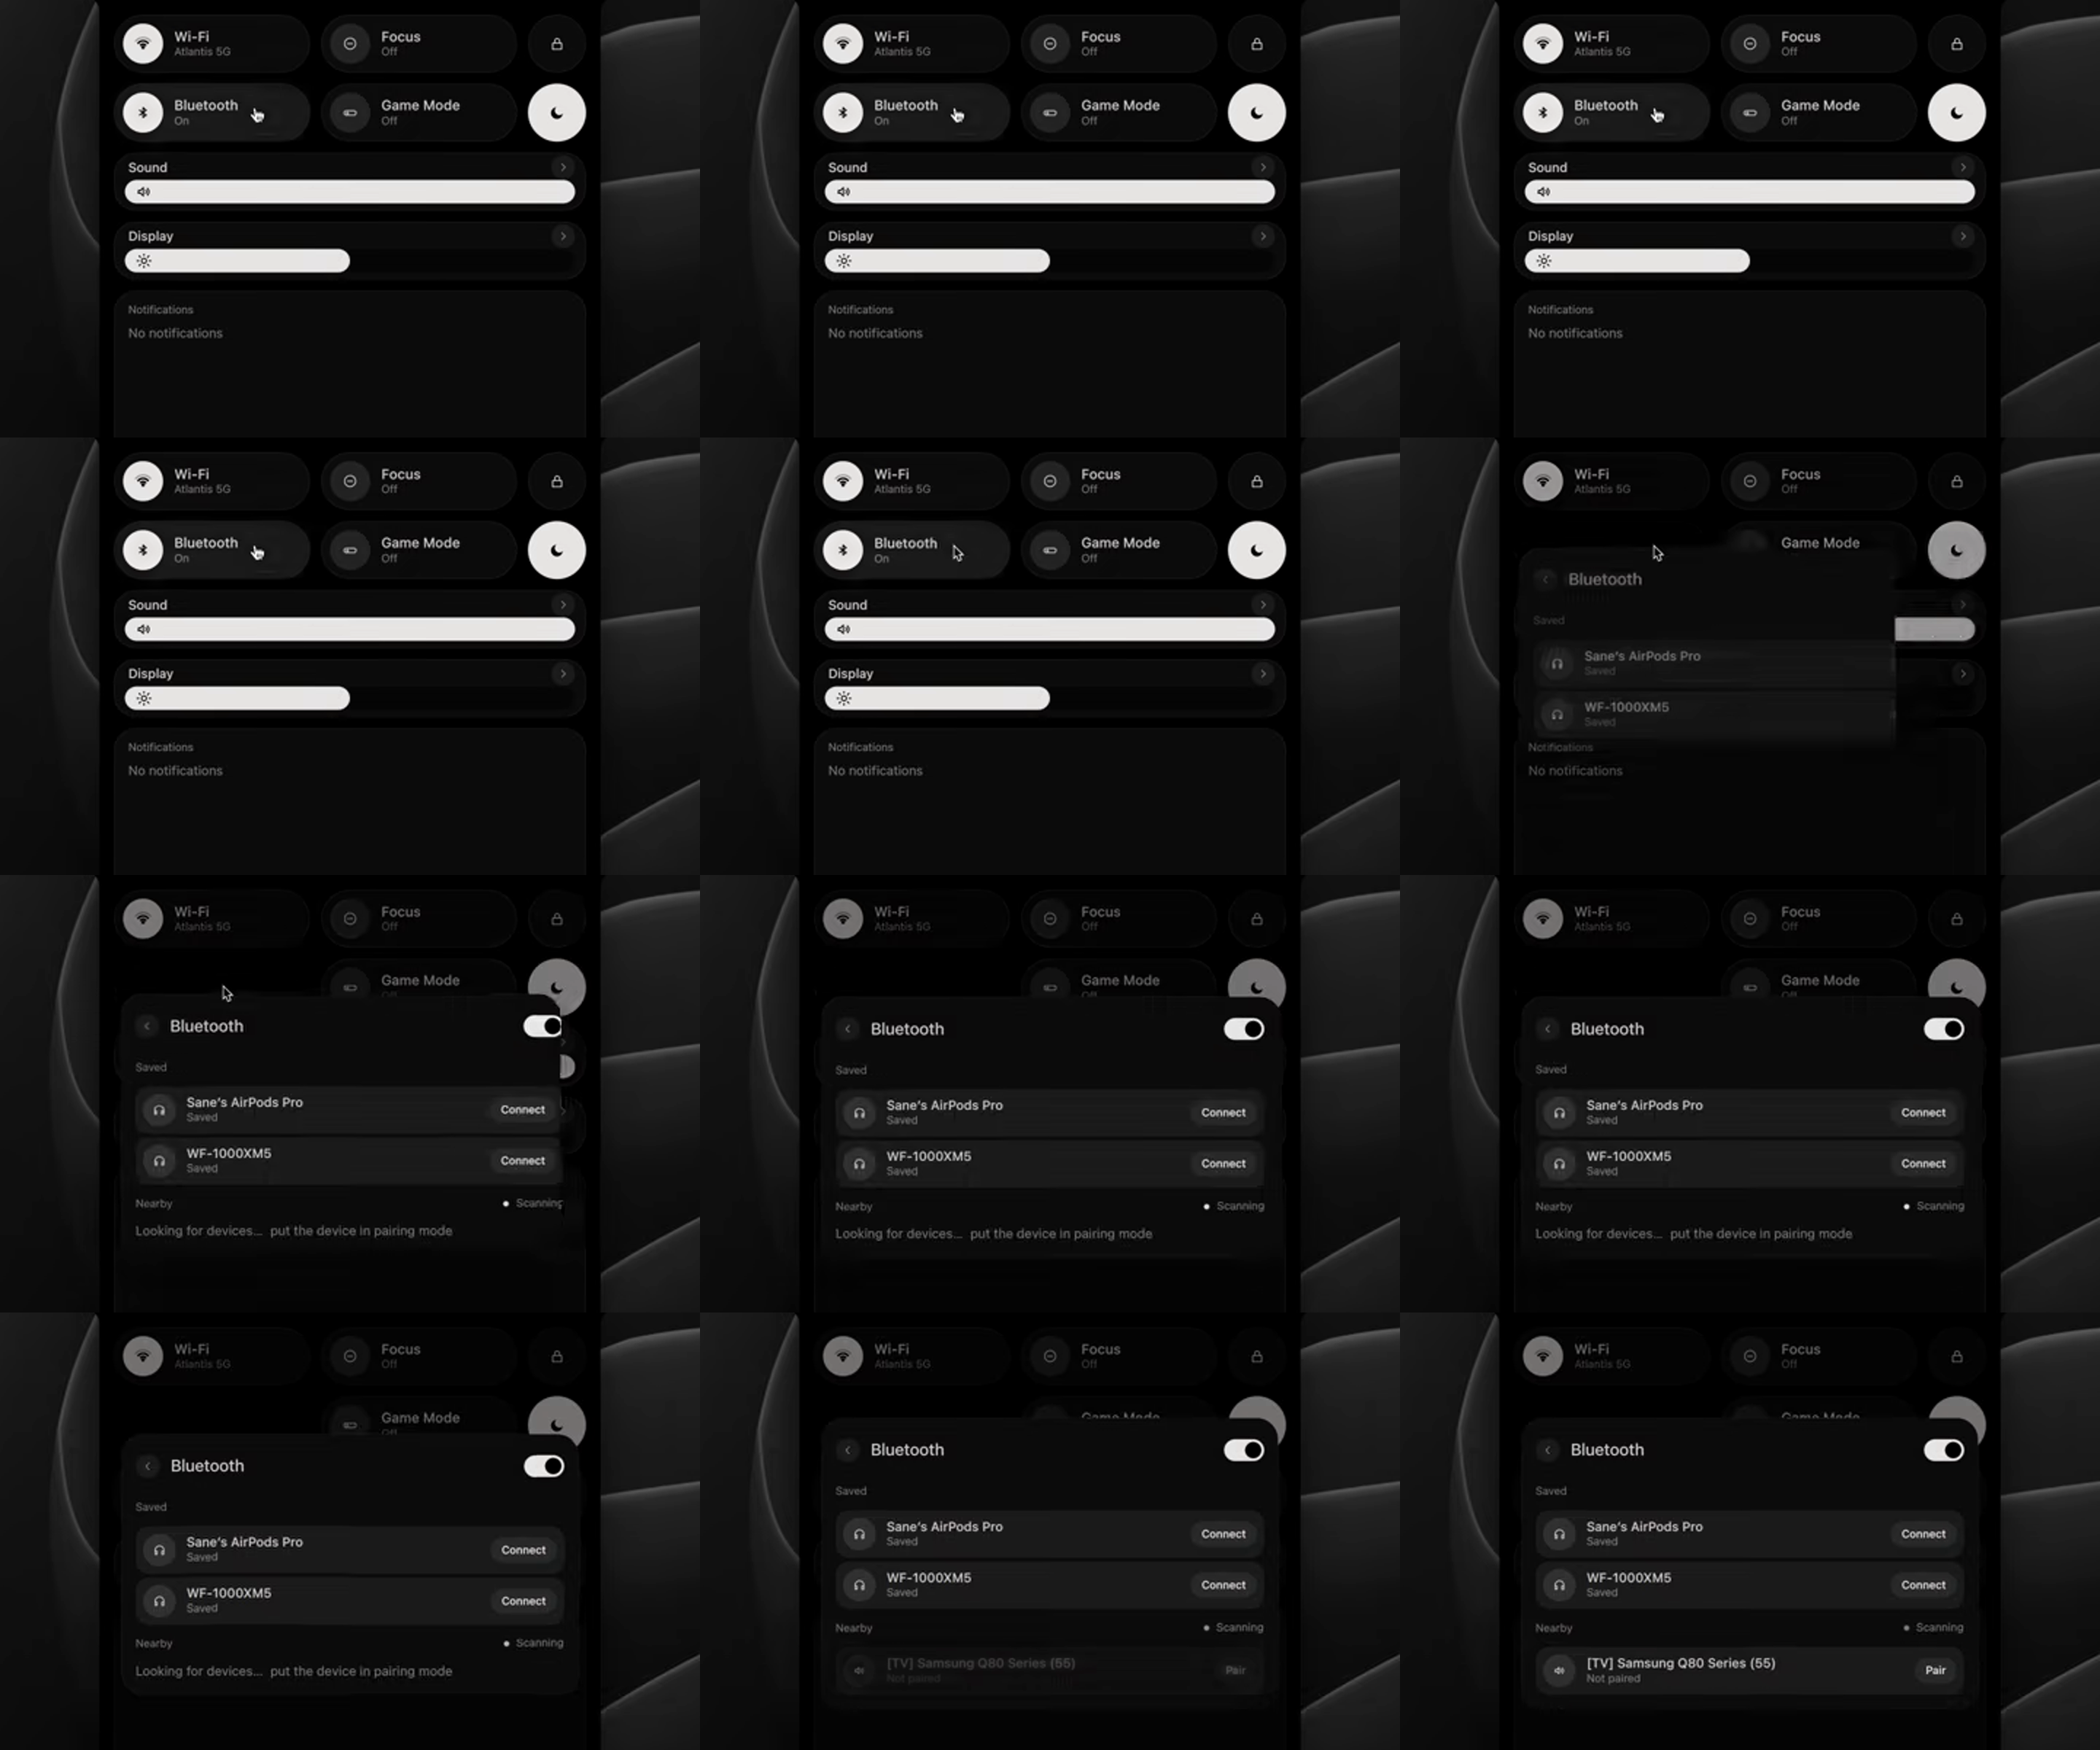 Wi-Fi
Atlantis 5G
Focus
Off
Bluetooth
On
Game Mode
Off
Sound
Display
Notifications
No notifications
Wi-Fi
Atlantis 5G
Focus
Off
Bluetooth
On
Game Mode
Off
Sound
Display
Notifications
No notifications
Wi-Fi
Atlantis 5G
Focus
Off
Bluetooth
On
Game Mode
Off
Sound
Display
Notifications
No notifications
Wi-Fi
Atlantis 5G
Focus
Off
Bluetooth
On
Game Mode
Off
Sound
Display
Notifications
No notifications
Wi-Fi
Atlantis 5G
Focus
Off
Bluetooth
On
Game Mode
Off
Sound
Display
Notifications
No notifications
Wi-Fi
Atlantis 5G
Focus
Off
Game Mode
Bluetooth
Saved
Sane's AirPods Pro
Saved
WF-1000XM5
Saved
Notifications
No notifications
Wi-Fi
Atlantis 5G
Focus
Off
Game Mode
Off
Bluetooth
Saved
Sane's AirPods Pro
Saved
Connect
WF-1000XM5
Saved
Connect
Nearby
Scanning
Looking for devices... put the device in pairing mode
Wi-Fi
Atlantis 5G
Focus
Off
Game Mode
Off
Bluetooth
Saved
Sane's AirPods Pro
Saved
Connect
WF-1000XM5
Saved
Connect
Nearby
Scanning
Looking for devices... put the device in pairing mode
Wi-Fi
Atlantis 5G
Focus
Off
Game Mode
Off
Bluetooth
Saved
Sane's AirPods Pro
Saved
Connect
WF-1000XM5
Saved
Connect
Nearby
Scanning
Looking for devices... put the device in pairing mode
Wi-Fi
Atlantis 5G
Focus
Off
Game Mode
Off
Bluetooth
Saved
Sane's AirPods Pro
Saved
Connect
WF-1000XM5
Saved
Connect
Nearby
Scanning
Looking for devices... put the device in pairing mode
Wi-Fi
Atlantis 5G
Focus
Off
Game Mode
Bluetooth
Saved
Sane's AirPods Pro
Saved
Connect
WF-1000XM5
Saved
Connect
Nearby
Scanning
[TV] Samsung Q80 Series (55)
Not paired
Pair
Wi-Fi
Atlantis 5G
Focus
Off
Game Mode
Bluetooth
Saved
Sane's AirPods Pro
Saved
Connect
WF-1000XM5
Saved
Connect
Nearby
Scanning
[TV] Samsung Q80 Series (55)
Not paired
Pair